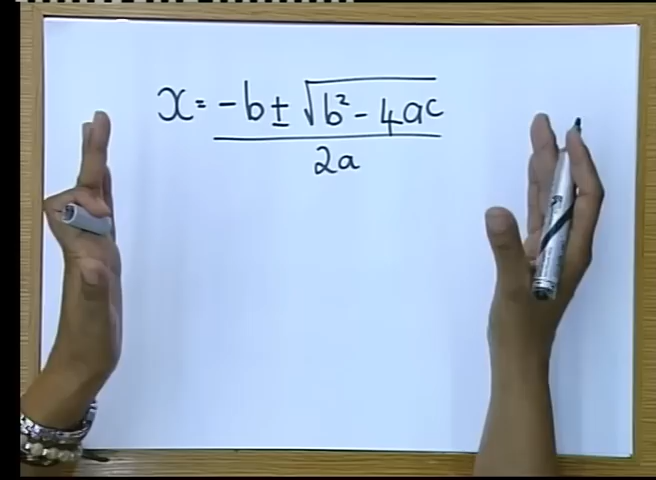 x = -b ± √b² - 4ac
2a